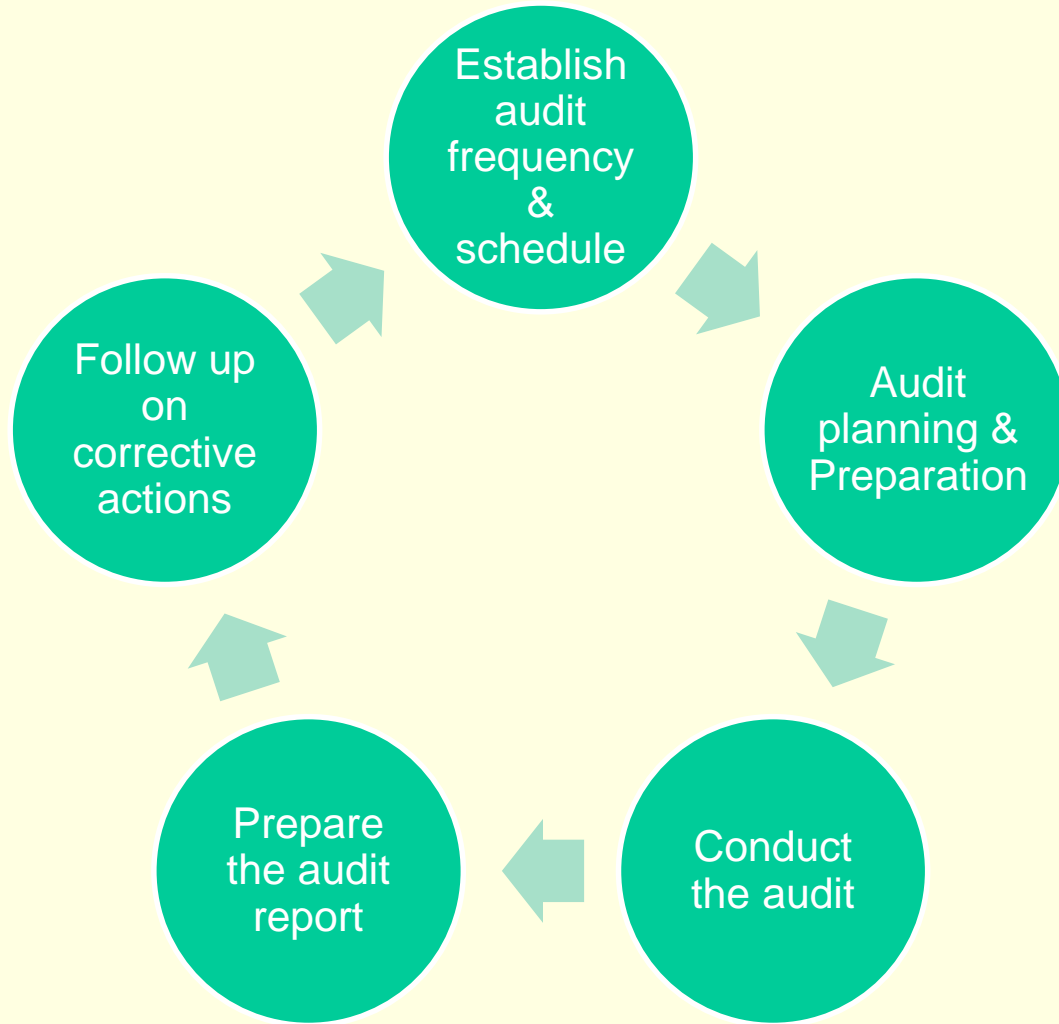 Establish
audit
frequency
&
schedule
Audit
planning &
Preparation
Conduct
the audit
Prepare
the audit
report
Follow up
on
corrective
actions